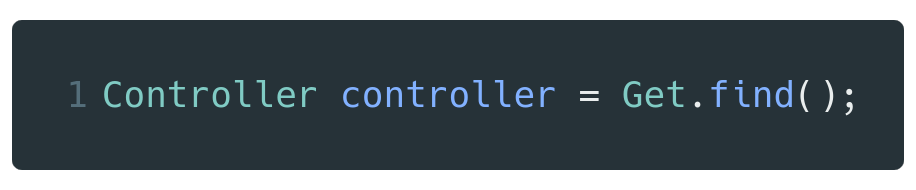 1 Controller controller = Get.find();